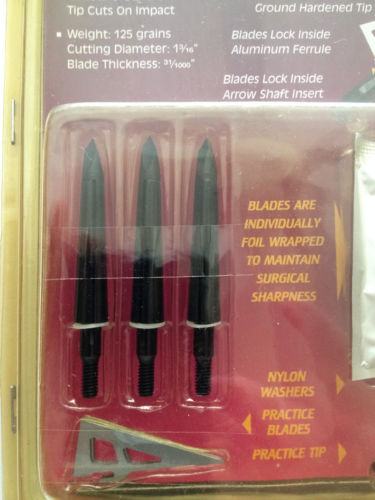 Tip Cuts On Impact
▪ Weight: 125 grains
Cutting Diameter: 1³⁄₁₆"
Blade Thickness: ³¹⁄₁₀₀₀"
Ground Hardened Tip
Blades Lock Inside
Aluminum Ferrule
Blades Lock Inside
Arrow Shaft Insert
BLADES ARE
INDIVIDUALLY
FOIL WRAPPED
TO MAINTAIN
SURGICAL
SHARPNESS
NYLON
WASHERS
PRACTICE
BLADES
PRACTICE TIP